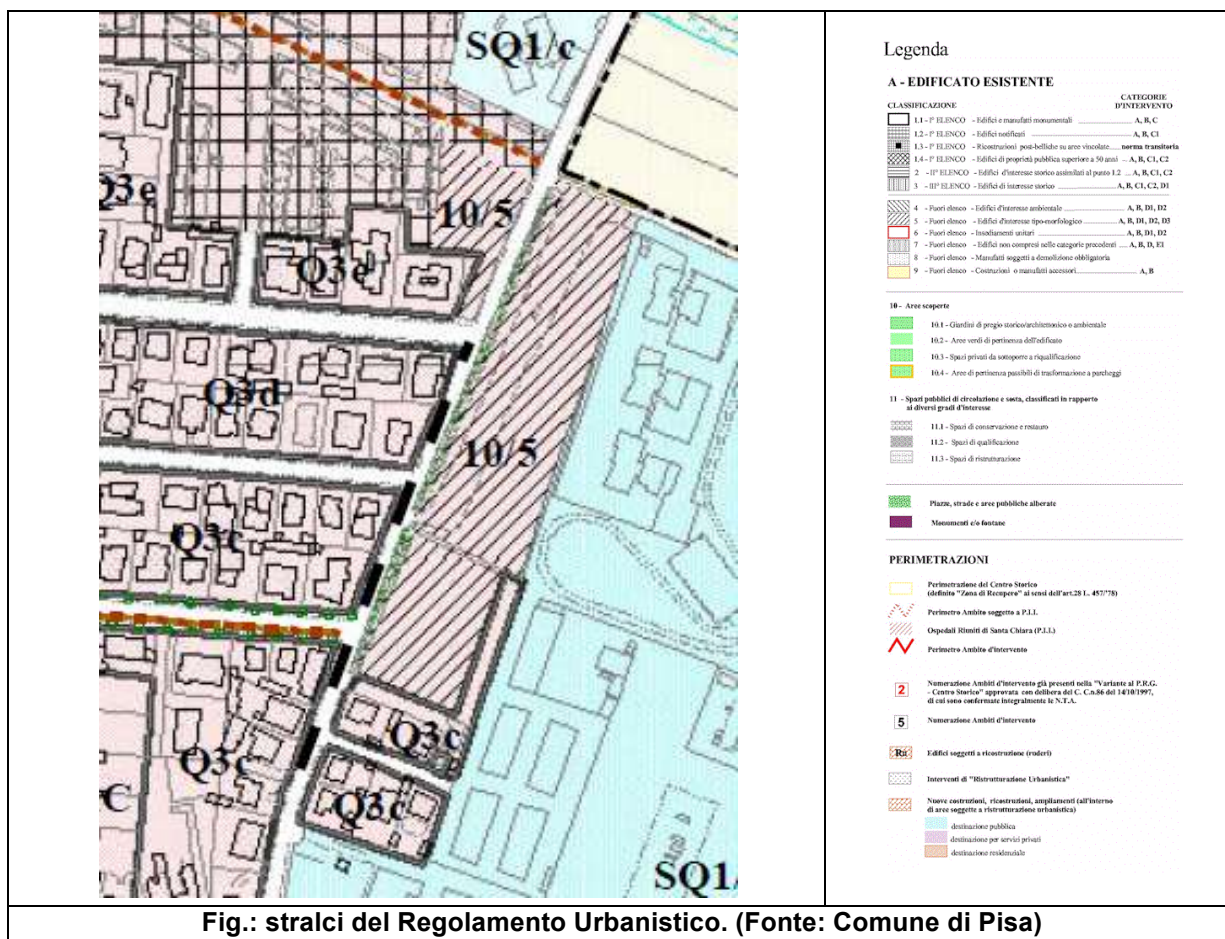 SQ1/c
Q3e
10/5
Q3e
Q3d
10/5
Q3c
Q3c
Q3c
C
Q3c
SQ1/
Legenda
A - EDIFICATO ESISTENTE
CLASSIFICAZIONE CATEGORIE D'INTERVENTO
1.1 - I° ELENCO - Edifici e manufatti monumentali A, B, C
1.2 - I° ELENCO - Edifici notificati A, B, C1
1.3 - I° ELENCO - Ricostruzioni post-belliche su aree vincolate norma transitoria
1.4 - I° ELENCO - Edifici di proprietà pubblica superiore a 50 anni A, B, C1, C2
2 - II° ELENCO - Edifici d'interesse storico assimilati al punto 1.2 A, B, C1, C2
3 - III° ELENCO - Edifici di interesse storico A, B, C1, C2, D1
4 - Fuori elenco - Edifici d'interesse ambientale A, B, D1, D2
5 - Fuori elenco - Edifici d'interesse tipo-morfologico A, B, D1, D2, D3
6 - Fuori elenco - Insediamenti unitari A, B, D1, D2
7 - Fuori elenco - Edifici non compresi nelle categorie precedenti A, B, D, E1
8 - Fuori elenco - Manufatti soggetti a demolizione obbligatoria
9 - Fuori elenco - Costruzioni o manufatti accessori A, B
10 - Aree scoperte
10.1 - Giardini di pregio storico/architettonico o ambientale
10.2 - Aree verdi di pertinenza dell'edificato
10.3 - Spazi privati da sottoporre a riqualificazione
10.4 - Aree di pertinenza passibili di trasformazione a parcheggi
11 - Spazi pubblici di circolazione e sosta, classificati in rapporto
ai diversi gradi d'interesse
11.1 - Spazi di conservazione e restauro
11.2 - Spazi di qualificazione
11.3 - Spazi di ristrutturazione
Piazze, strade e aree pubbliche alberate
Monumenti e/o fontane
PERIMETRAZIONI
Perimetrazione del Centro Storico
(definito "Zona di Recupero" ai sensi dell'art.28 L. 457/'78)
Perimetro Ambito soggetto a P.I.I.
Ospedali Riuniti di Santa Chiara (P.I.I.)
Perimetro Ambito d'intervento
2 Numerazione Ambiti d'intervento già presenti nella "Variante al P.R.G.
- Centro Storico" approvata con delibera del C. C.n.86 del 14/10/1997,
di cui sono confermate integralmente le N.T.A.
5 Numerazione Ambiti d'intervento
Ru Edifici soggetti a ricostruzione (ruderi)
Interventi di "Ristrutturazione Urbanistica"
Nuove costruzioni, ricostruzioni, ampliamenti (all'interno
di aree soggette a ristrutturazione urbanistica)
destinazione pubblica
destinazione per servizi privati
destinazione residenziale
Fig.: stralci del Regolamento Urbanistico. (Fonte: Comune di Pisa)